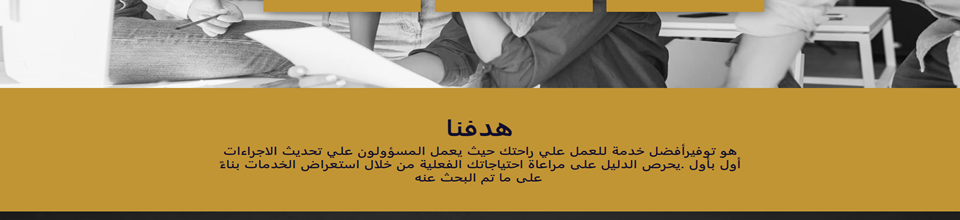 هدفنا
هو توفيرأفضل خدمة للعمل علي راحتك حيث يعمل المسؤولون علي تحديث الاجراءات
أول بأول .يحرص الدليل على مراعاة احتياجاتك الفعلية من خلال استعراض الخدمات بناءً
على ما تم البحث عنه